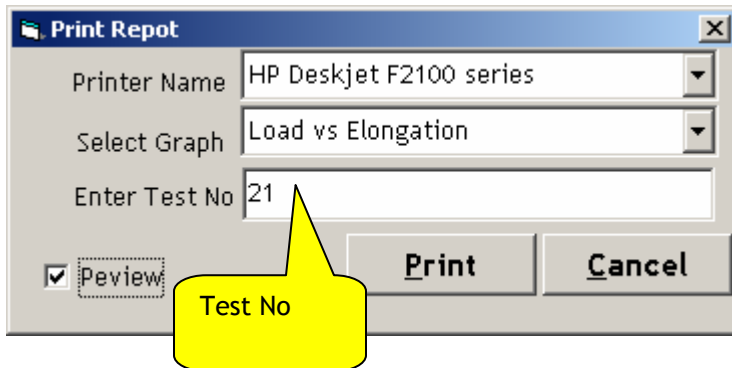 Print Repot
Printer Name HP Deskjet F2100 series
Select Graph Load vs Elongation
Enter Test No 21
Peview Print Cancel
Test No